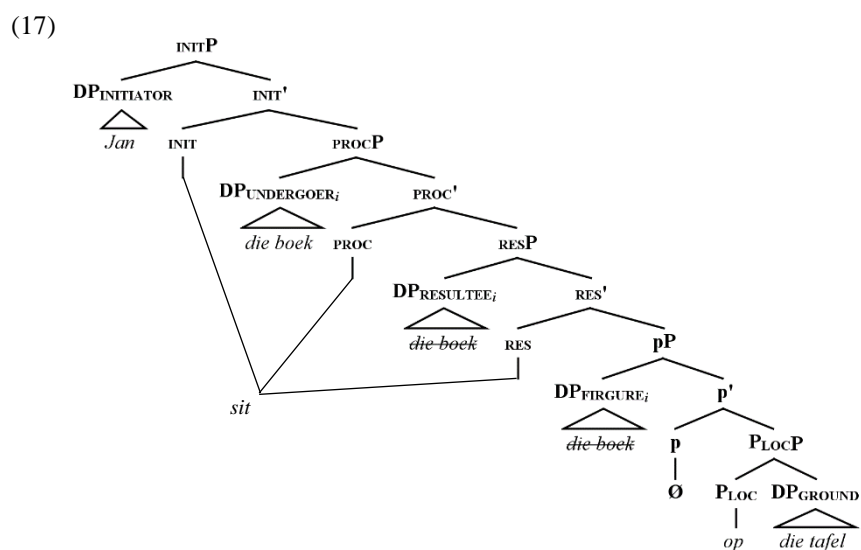 (17)
INITP
DPINITIATOR INIT'
Jan INIT PROCP
DPUNDERGOERi PROC'
die boek PROC RESP
DPRESULTEEi RES'
die boek RES pP
DPFIRGUREi p'
sit
die boek p PLOCP
Ø PLOC DPGROUND
op die tafel